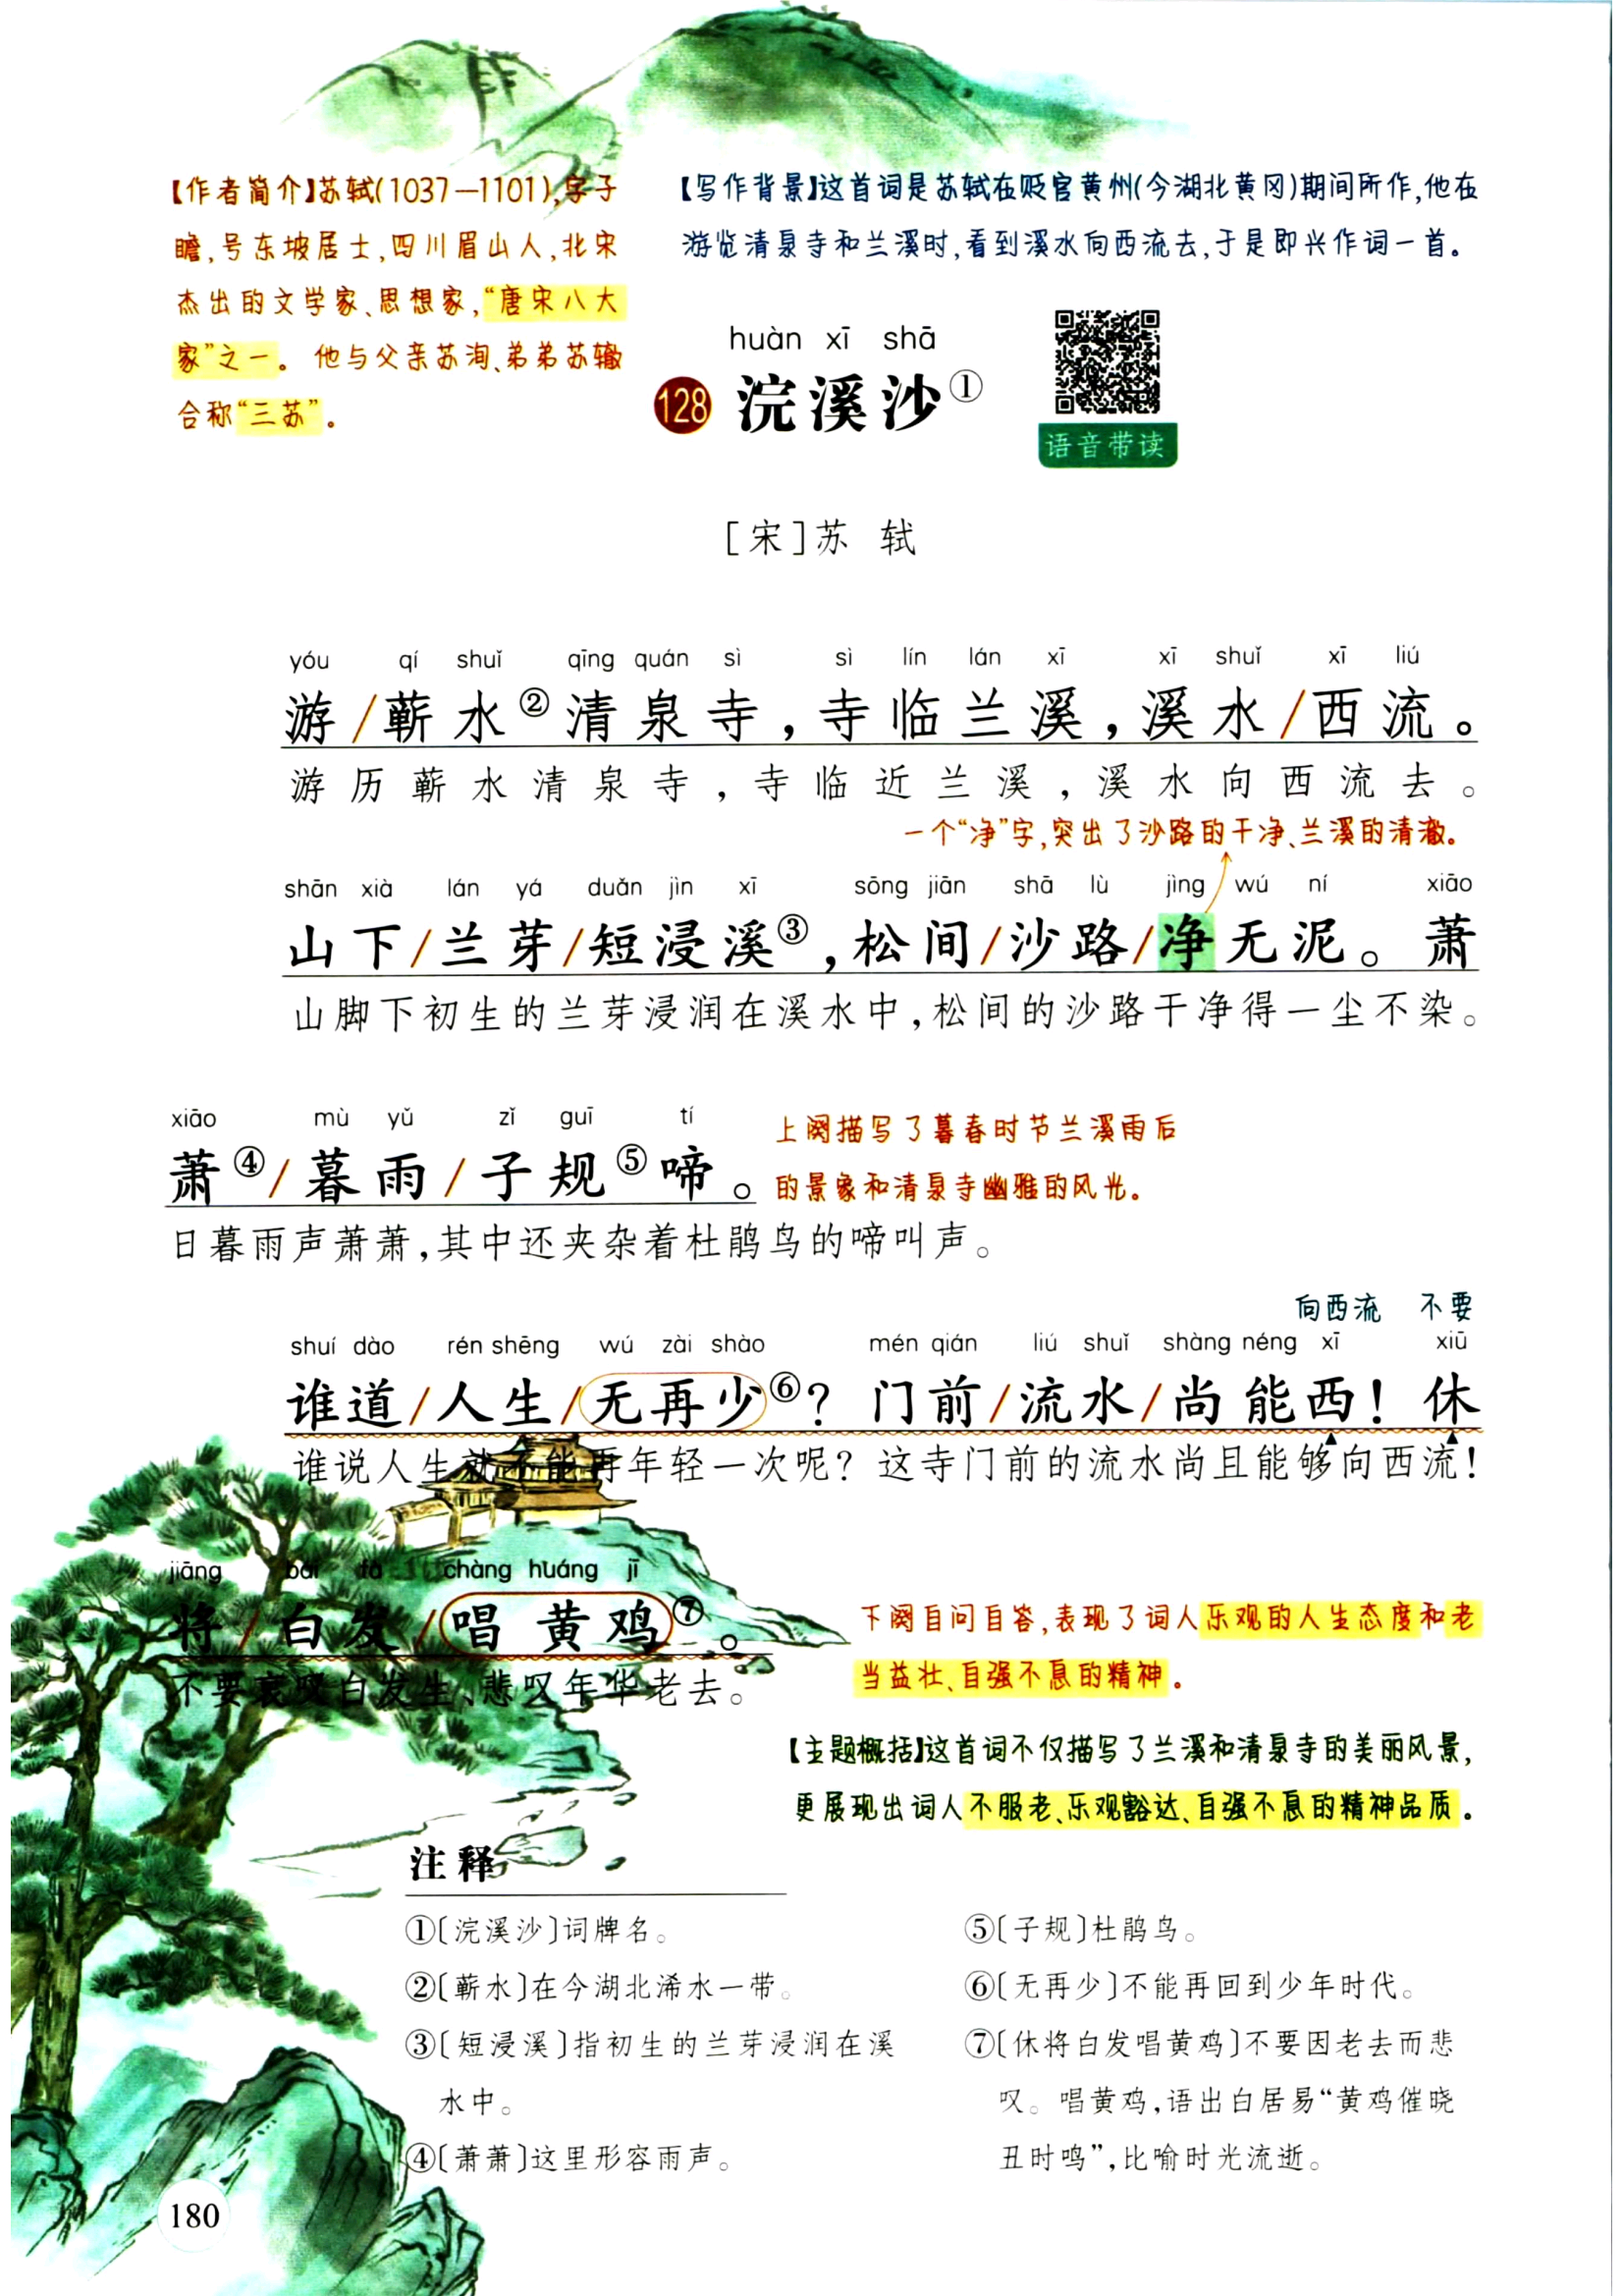 【作者简介】苏轼(1037—1101),字子
瞻,号东坡居士,四川眉山人,北宋
杰出的文学家、思想家,“唐宋八大
家”之一。他与父亲苏洵、弟弟苏辙
合称“三苏”。
【写作背景】这首词是苏轼在贬官黄州(今湖北黄冈)期间所作,他在
游览清泉寺和兰溪时,看到溪水向西流去,于是即兴作词一首。
huàn xī shā
128 浣溪沙①
语音带读
[宋]苏 轼
yóu qí shuǐ qīng quán sì sì lín lán xī xī shuǐ xī liú
游/蕲水②清泉寺,寺临兰溪,溪水/西流。
游历蕲水清泉寺,寺临近兰溪,溪水向西流去。
一个“净”字,突出了沙路的干净、兰溪的清澈。
shān xià lán yá duǎn jìn xī sōng jiān shā lù jìng wú ní xiāo
山下/兰芽/短浸溪③,松间/沙路/净无泥。萧
山脚下初生的兰芽浸润在溪水中,松间的沙路干净得一尘不染。
xiāo mù yǔ zǐ guī tí
萧④/暮雨/子规⑤啼。
日暮雨声萧萧,其中还夹杂着杜鹃鸟的啼叫声。
上阕描写了暮春时节兰溪雨后
的景象和清泉寺幽雅的风光。
向西流 不要
shuí dào rén shēng wú zài shào mén qián liú shuǐ shàng néng xī xiū
谁道/人生/无再少⑥?门前/流水/尚能西!休
谁说人生就不能再年轻一次呢?这寺门前的流水尚且能够向西流!
jiāng bái fà chàng huáng jī
将/白发/唱黄鸡⑦。
不要哀叹白发生、悲叹年华老去。
下阕自问自答,表现了词人乐观的人生态度和老
当益壮、自强不息的精神。
【主题概括】这首词不仅描写了兰溪和清泉寺的美丽风景,
更展现出词人不服老、乐观豁达、自强不息的精神品质。
注释
①〔浣溪沙〕词牌名。
②〔蕲水〕在今湖北浠水一带。
③〔短浸溪〕指初生的兰芽浸润在溪
水中。
④〔萧萧〕这里形容雨声。
⑤〔子规〕杜鹃鸟。
⑥〔无再少〕不能再回到少年时代。
⑦〔休将白发唱黄鸡〕不要因老去而悲
叹。唱黄鸡,语出白居易“黄鸡催晓
丑时鸣”,比喻时光流逝。
180